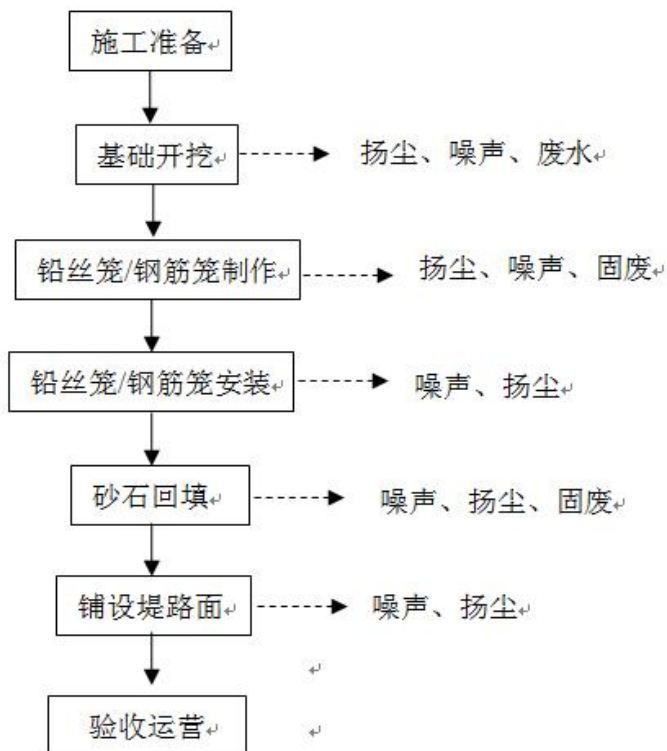 施工准备
基础开挖 扬尘、噪声、废水
铅丝笼/钢筋笼制作 扬尘、噪声、固废
铅丝笼/钢筋笼安装 噪声、扬尘
砂石回填 噪声、扬尘、固废
铺设堤路面 噪声、扬尘
验收运营